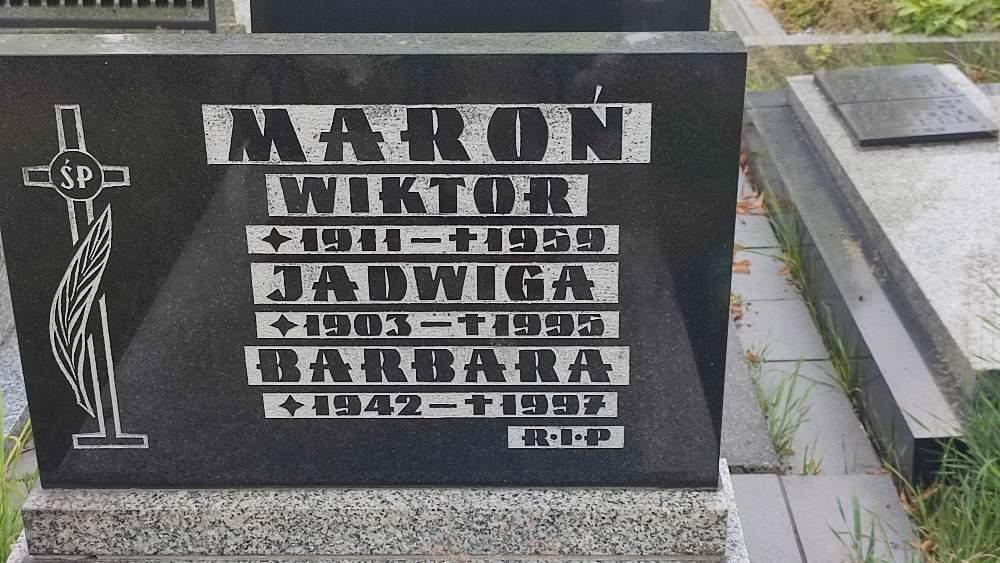 ŚP
MAROŃ
WIKTOR
✦1911–✝1959
JADWIGA
✦1903–✝1995
BARBARA
✦1942–✝1997
R·I·P